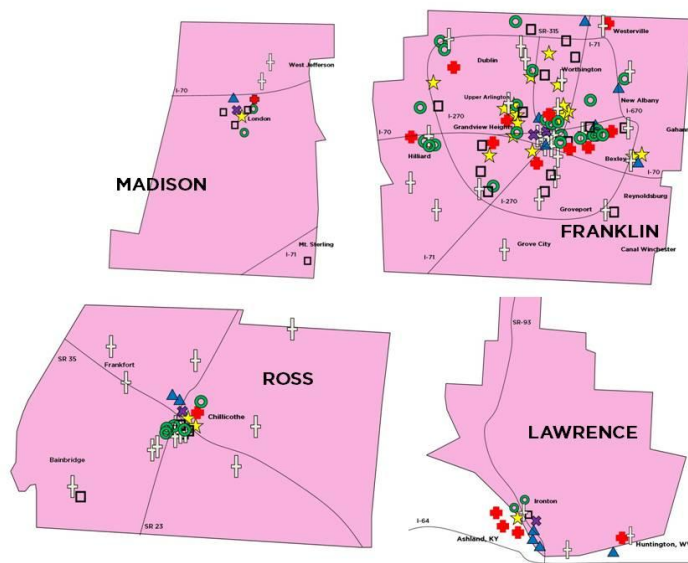 West Jefferson
I-70
London
MADISON
Mt. Sterling
I-71
SR-315
I-71
Westerville
Dublin
Worthington
Upper Arlington
I-270
I-670
New Albany
Grandview Heights
I-70
Gahan
Hilliard
Bexley
I-70
Reynoldsburg
I-270
Groveport
FRANKLIN
Grove City
Canal Winchester
SR 35
Frankfort
ROSS
Chillicothe
Bainbridge
SR 23
SR-93
LAWRENCE
Ironton
I-64
Ashland, KY
Huntington, WV